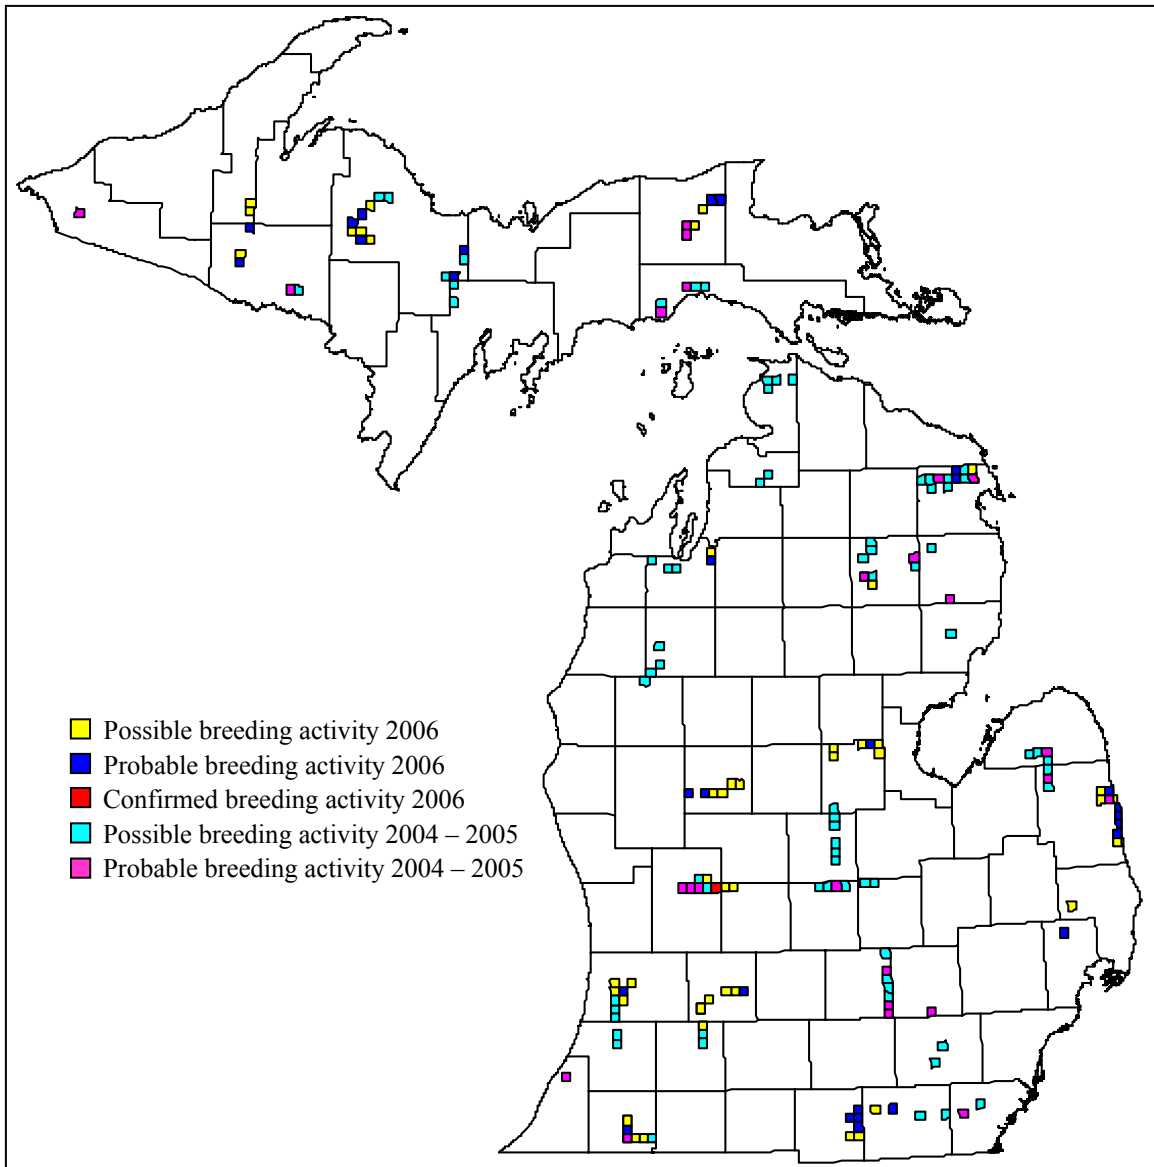 Possible breeding activity 2006
Probable breeding activity 2006
Confirmed breeding activity 2006
Possible breeding activity 2004 – 2005
Probable breeding activity 2004 – 2005